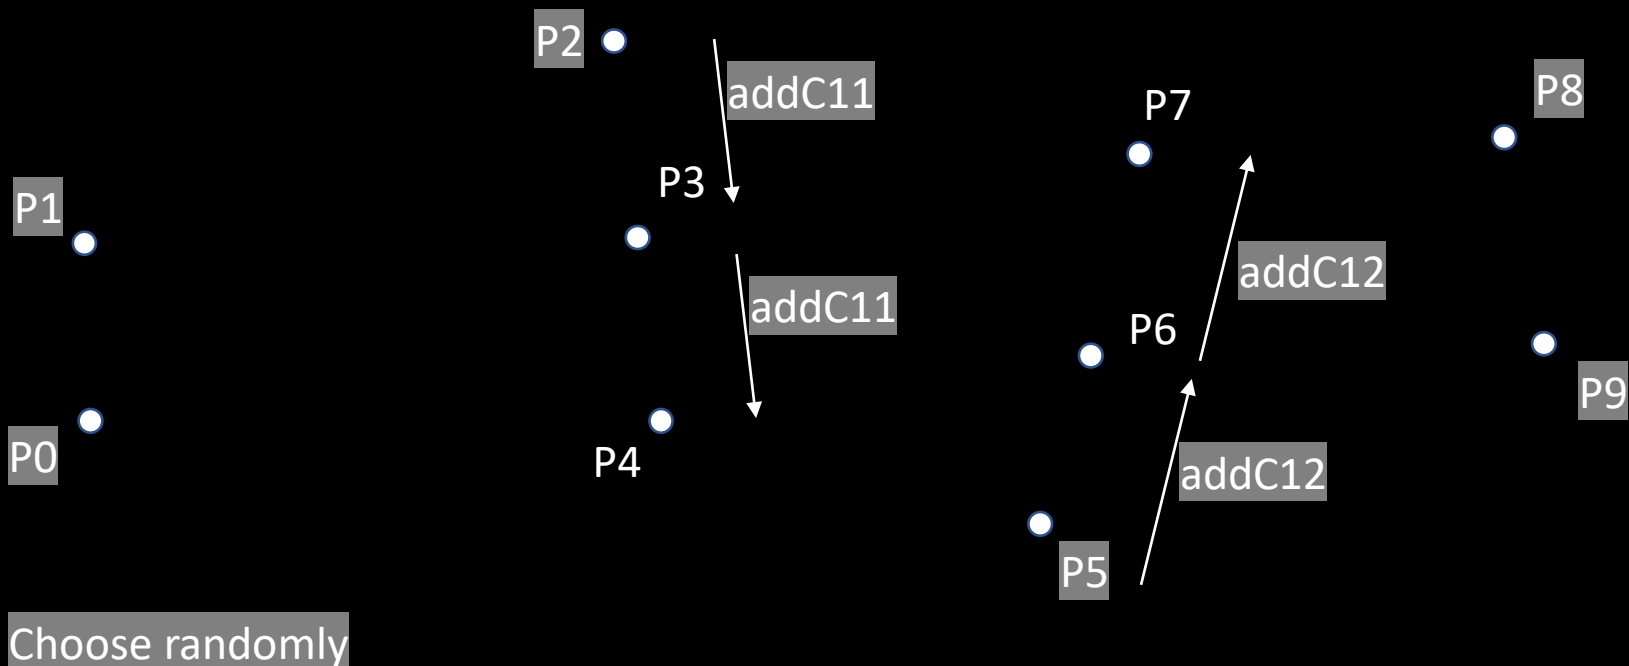 P2
addC11
P8
P7
P3
P1
addC12
addC11
P6
P9
P0
P4
addC12
P5
Choose randomly